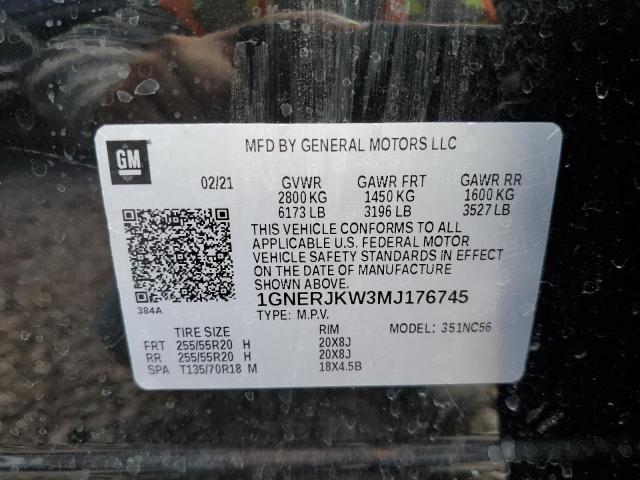 GM
MFD BY GENERAL MOTORS LLC
02/21 GVWR GAWR FRT GAWR RR
2800 KG 1450 KG 1600 KG
6173 LB 3196 LB 3527 LB
THIS VEHICLE CONFORMS TO ALL
APPLICABLE U.S. FEDERAL MOTOR
VEHICLE SAFETY STANDARDS IN EFFECT
ON THE DATE OF MANUFACTURE
SHOWN ABOVE.
384A
1GNERJKW3MJ176745
TYPE: M.P.V.
TIRE SIZE RIM MODEL: 351NC56
FRT 255/55R20 H 20X8J
RR 255/55R20 H 20X8J
SPA T135/70R18 M 18X4.5B